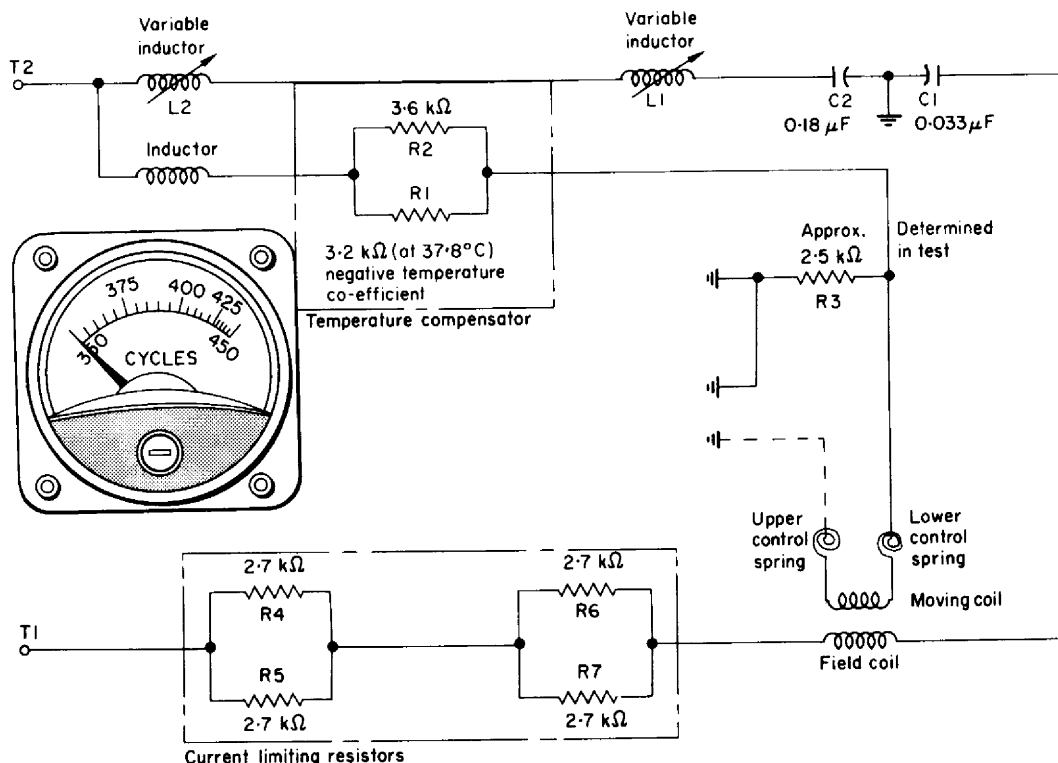 Variable
inductor
T2
L2
Variable
inductor
L1
C2
0·18 μF
C1
0·033 μF
3·6 kΩ
R2
Inductor
R1
3·2 kΩ (at 37·8°C)
negative temperature
co-efficient
Temperature compensator
Approx.
2·5 kΩ
R3
Determined
in test
350
375
400
425
450
CYCLES
Upper
control
spring
Lower
control
spring
Moving coil
Field coil
T1
2·7 kΩ
R4
R5
2·7 kΩ
2·7 kΩ
R6
R7
2·7 kΩ
Current limiting resistors